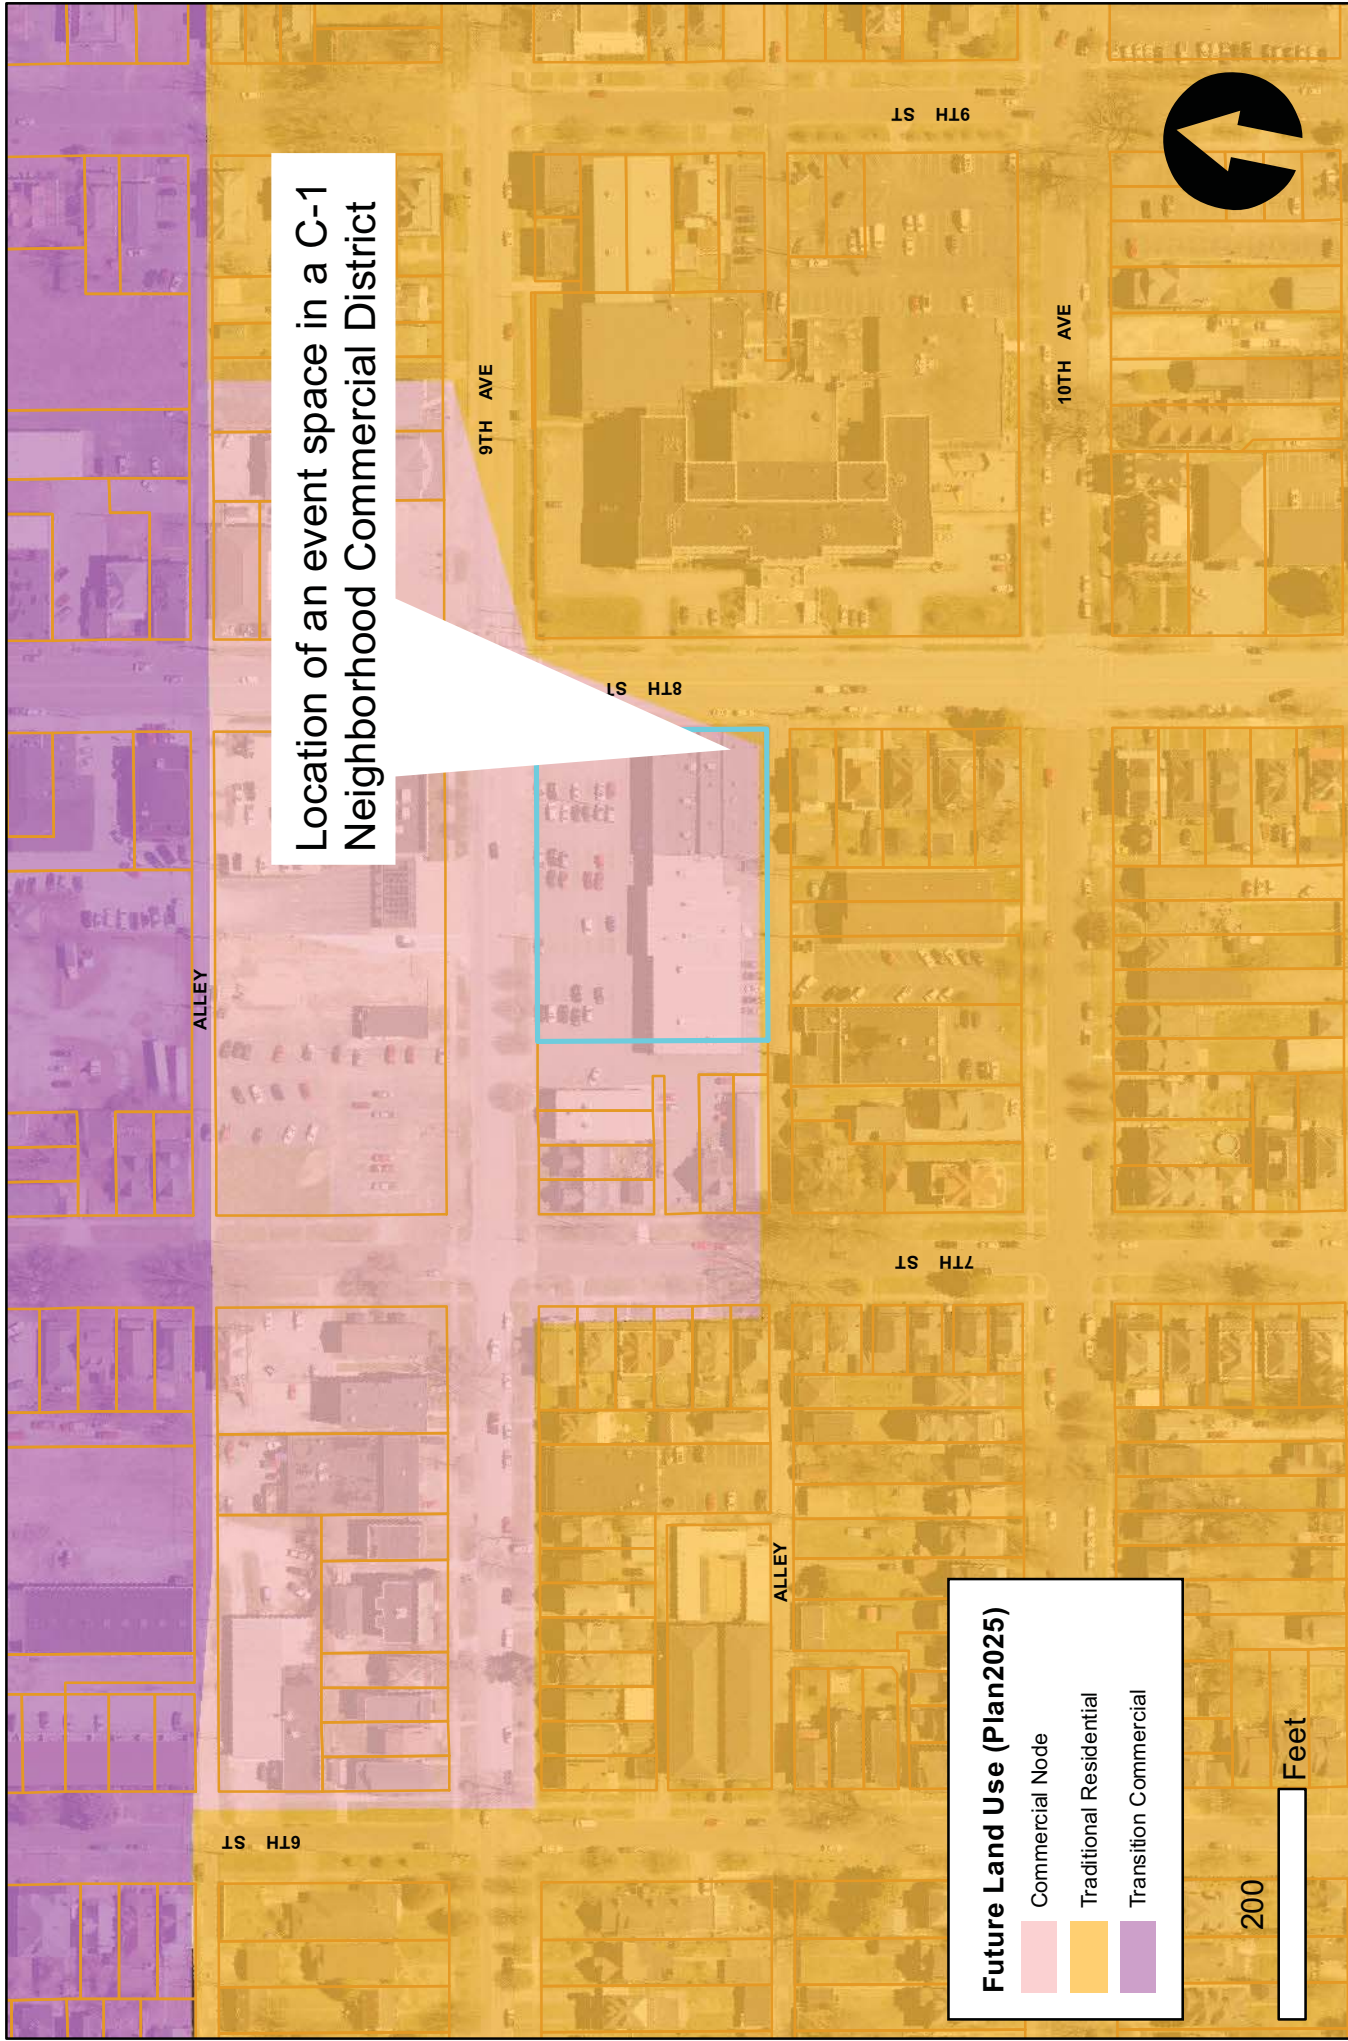 Location of an event space in a C-1
Neighborhood Commercial District
ALLEY
6TH ST
7TH ST
8TH ST
9TH ST
9TH AVE
10TH AVE
ALLEY
Future Land Use (Plan2025)
Commercial Node
Traditional Residential
Transition Commercial
200
Feet